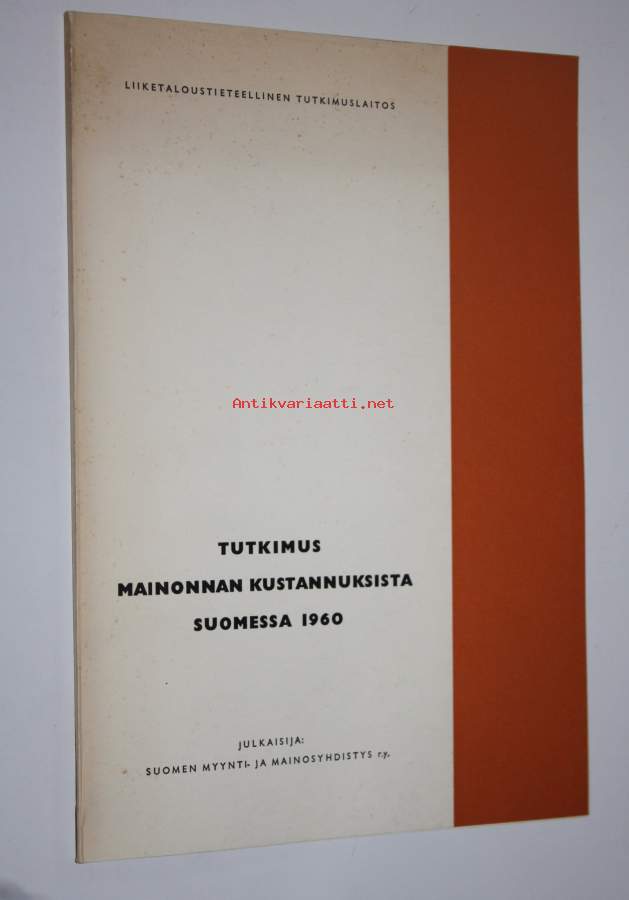 LIIKETALOUSTIETEELLINEN TUTKIMUSLAITOS
Antikvariaatti.net
TUTKIMUS
MAINONNAN KUSTANNUKSISTA
SUOMESSA 1960
JULKAISIJA:
SUOMEN MYYNTI- JA MAINOSYHDISTYS r.y.